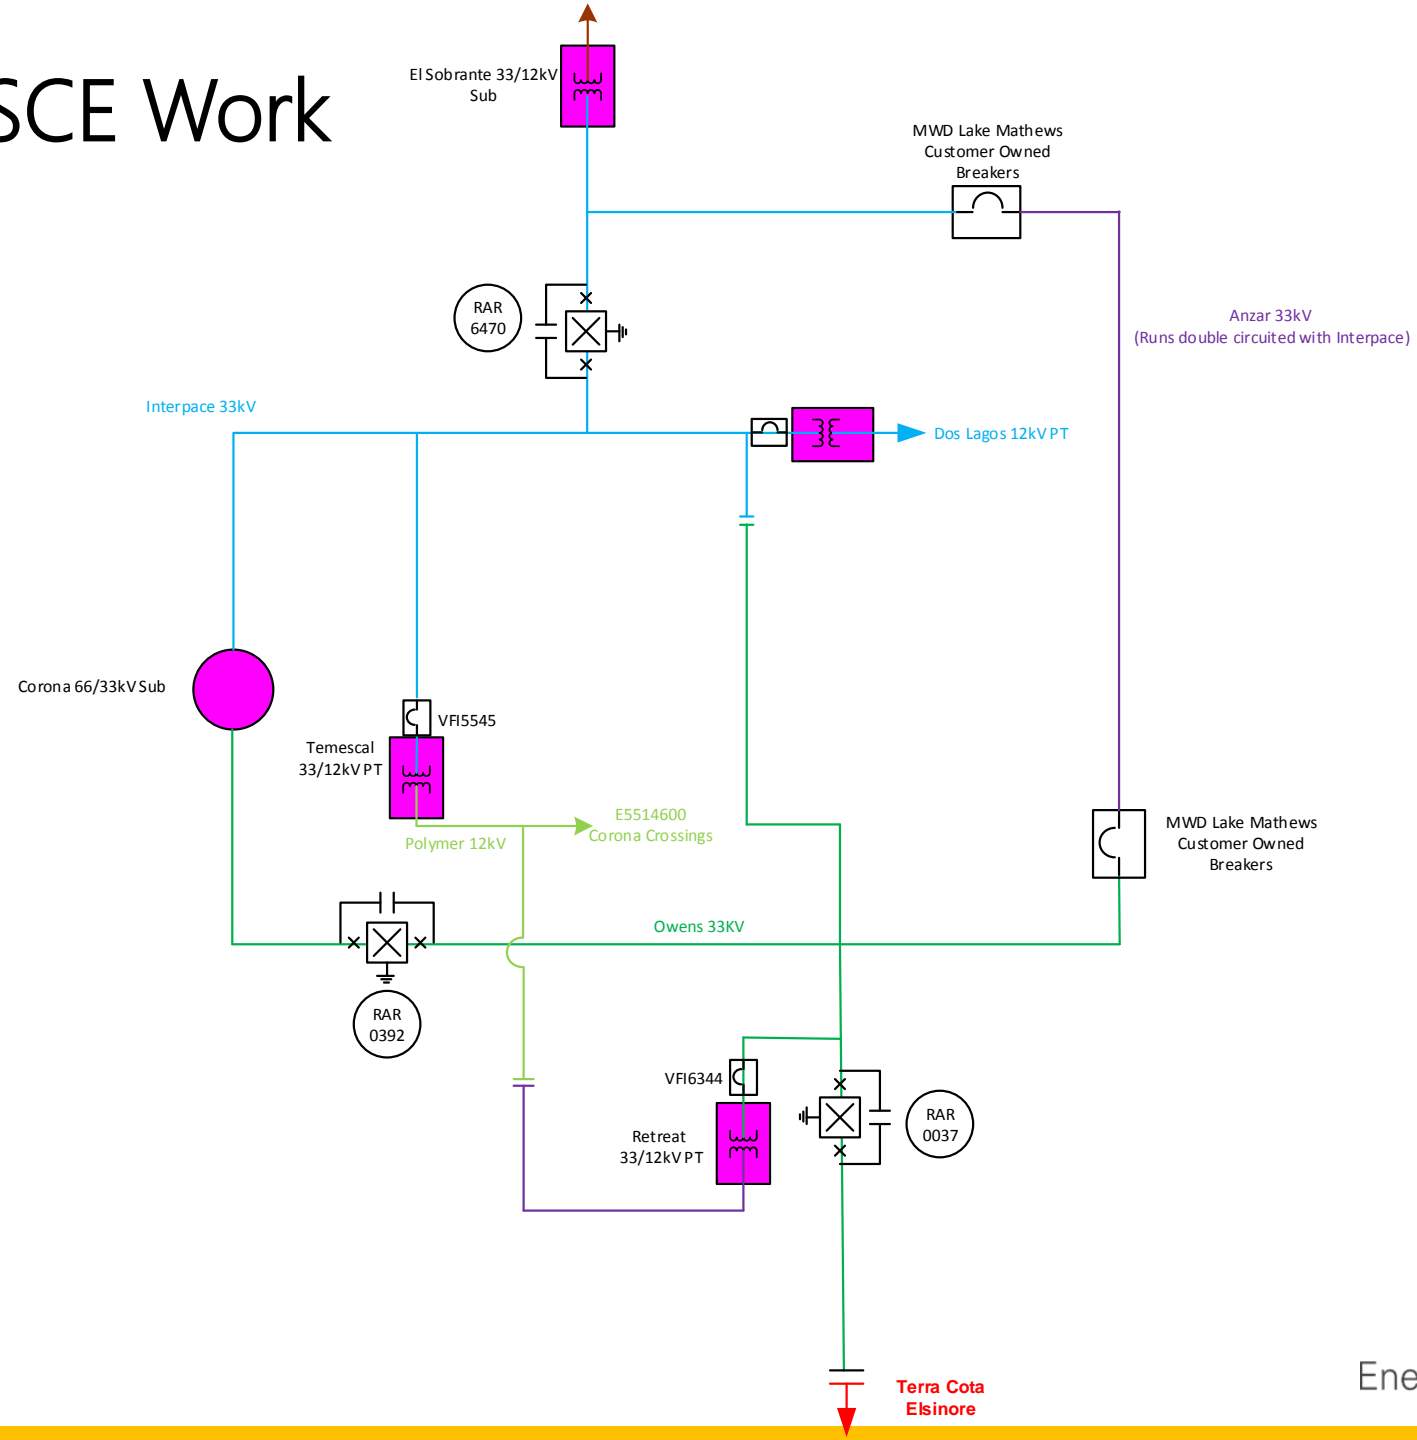 SCE Work
El Sobrante 33/12kV
Sub
MWD Lake Mathews
Customer Owned
Breakers
RAR
6470
Anzar 33kV
(Runs double circuited with Interpace)
Interpace 33kV
Dos Lagos 12kV PT
Corona 66/33kV Sub
VFI5545
Temescal
33/12kV PT
E5514600
Corona Crossings
Polymer 12kV
MWD Lake Mathews
Customer Owned
Breakers
Owens 33KV
RAR
0392
VFI6344
RAR
0037
Retreat
33/12kV PT
Terra Cota
Elsinore
Ene